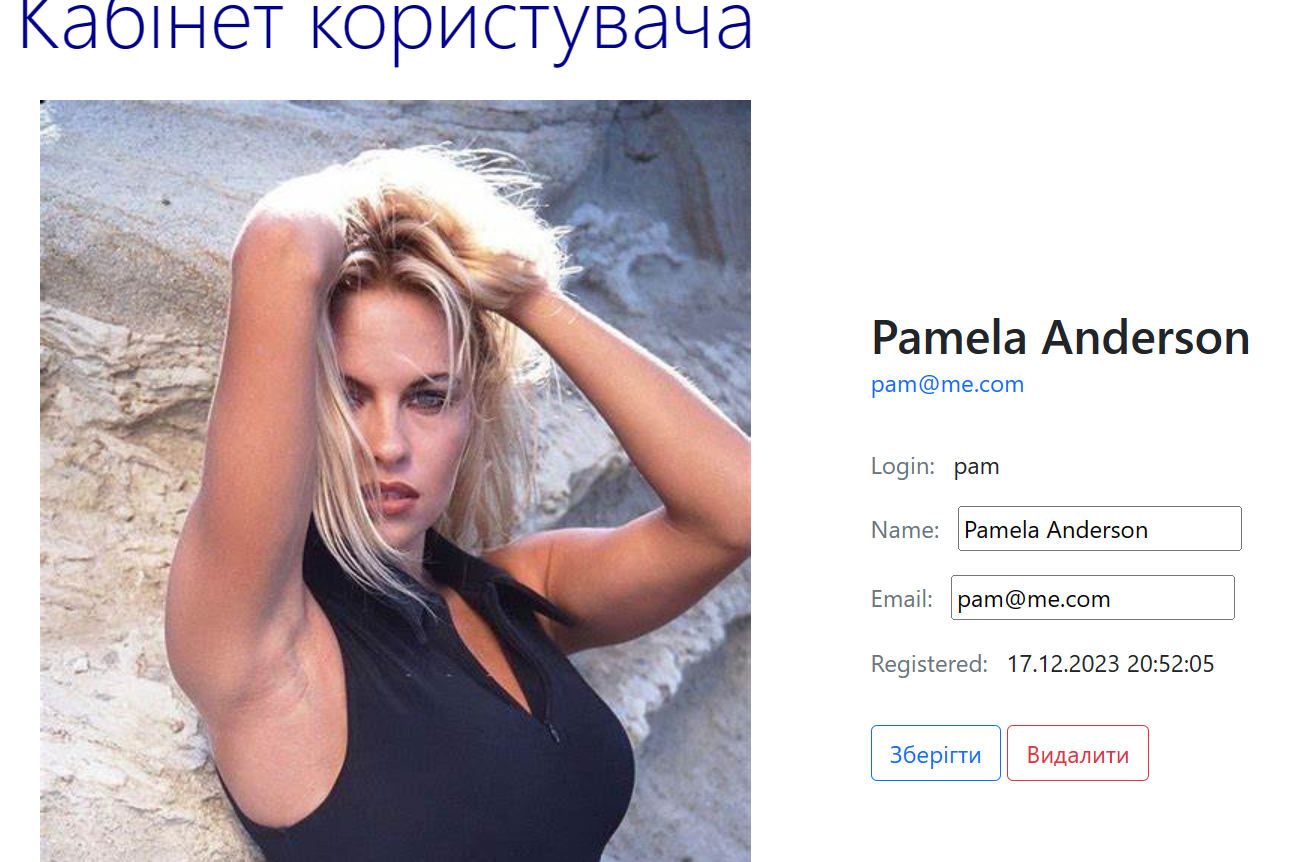 Кабінет користувача
Pamela Anderson
pam@me.com
Login: pam
Name: Pamela Anderson
Email: pam@me.com
Registered: 17.12.2023 20:52:05
Зберігти Видалити